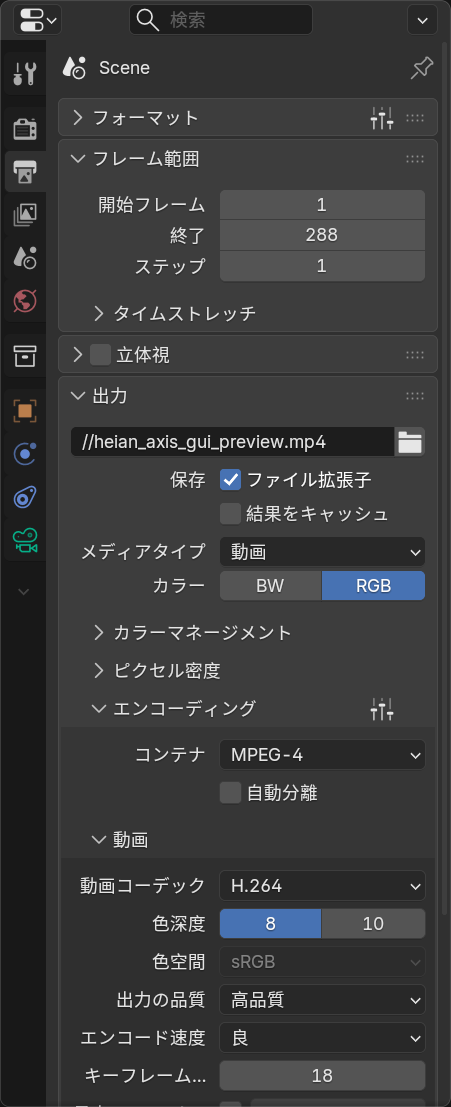 検索
Scene
フォーマット
フレーム範囲
開始フレーム 1
終了 288
ステップ 1
タイムストレッチ
立体視
出力
//heian_axis_gui_preview.mp4
保存 ファイル拡張子
結果をキャッシュ
メディアタイプ 動画
カラー BW RGB
カラーマネージメント
ピクセル密度
エンコーディング
コンテナ MPEG-4
自動分離
動画
動画コーデック H.264
色深度 8 10
色空間 sRGB
出力の品質 高品質
エンコード速度 良
キーフレーム... 18